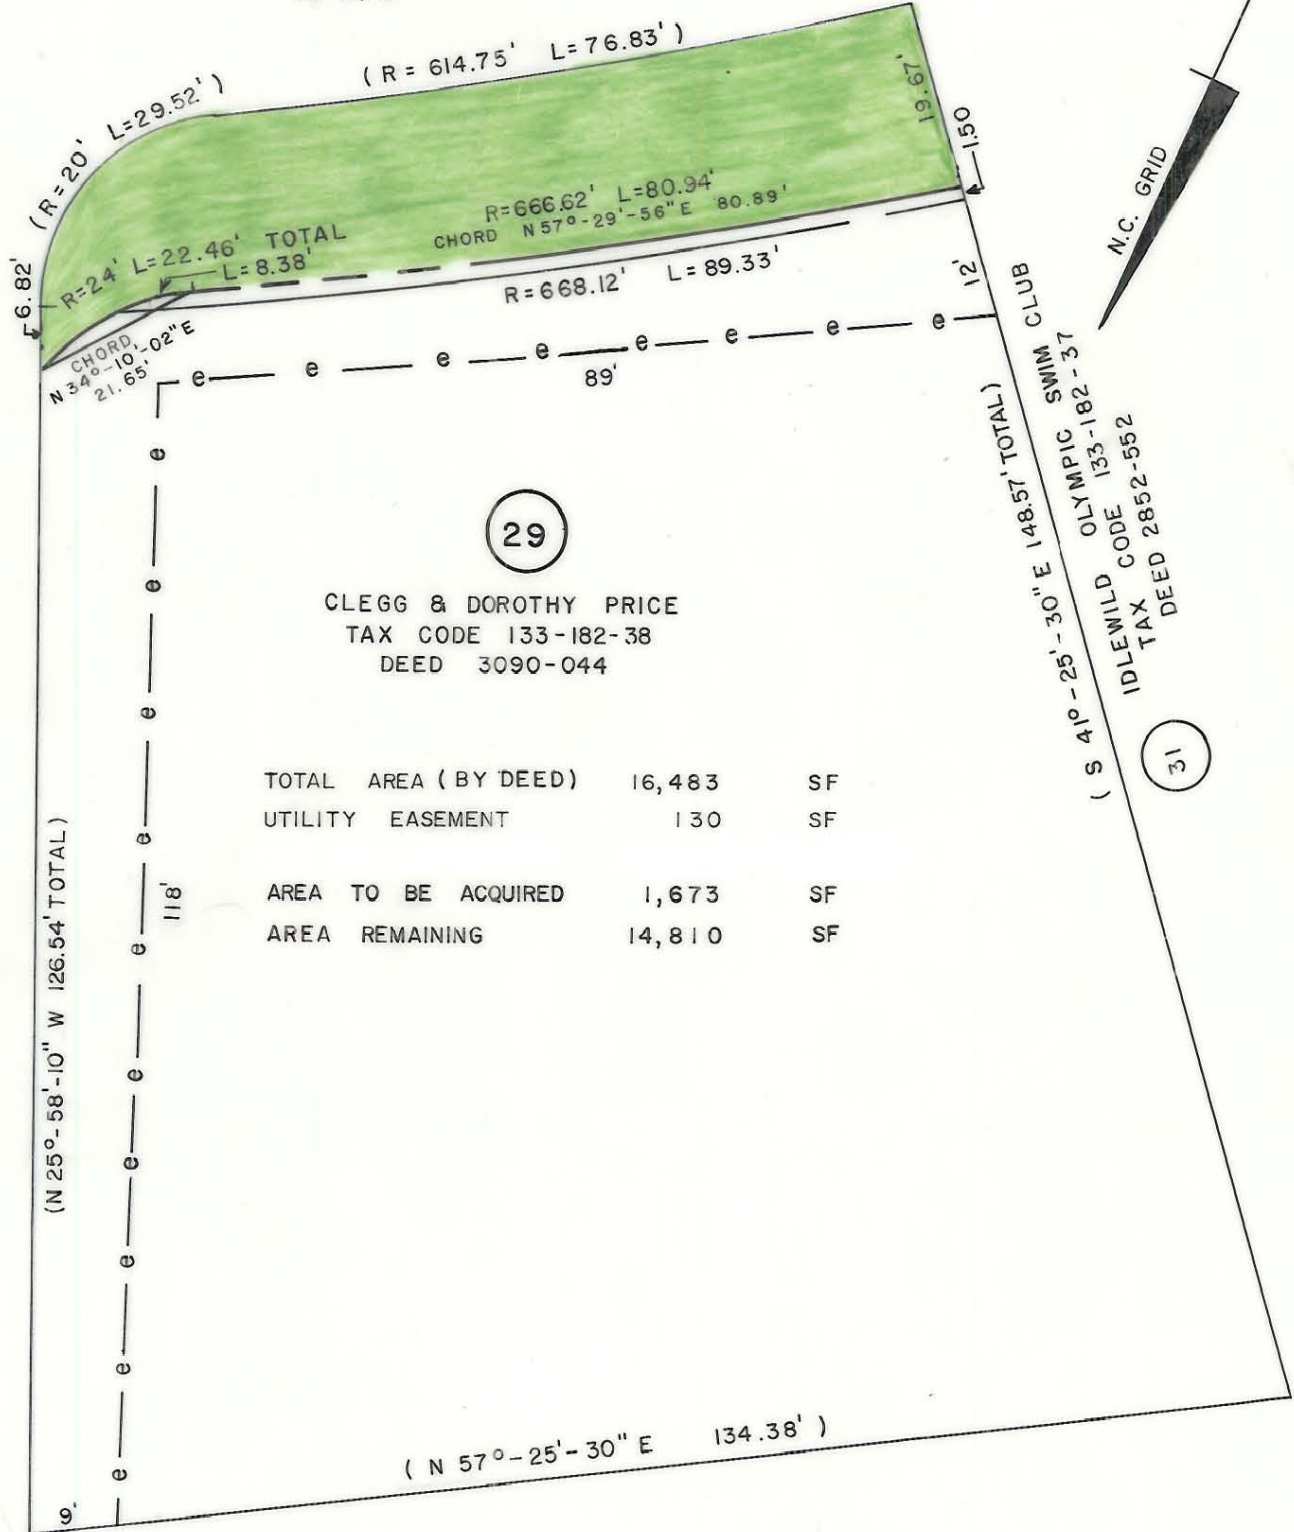 ( R = 614.75' L= 76.83' )
(R=20' L=29.52')
19.67'
1.50
N.C. GRID
R=666.62' L=80.94'
CHORD N 57°-29'-56" E 80.89'
R=24' L=22.46' TOTAL
L=8.38'
6.82'
R=668.12' L=89.33'
12'
CHORD
N 34°-10'-02" E
21.65'
e e e e e e e e
89'
e e e e e e e e e e
118'
29
CLEGG & DOROTHY PRICE
TAX CODE 133-182-38
DEED 3090-044
TOTAL AREA ( BY DEED) 16,483 SF
UTILITY EASEMENT 130 SF
AREA TO BE ACQUIRED 1,673 SF
AREA REMAINING 14,810 SF
(N 25°-58'-10" W 126.54' TOTAL)
( S 41°-25'-30" E 148.57' TOTAL)
IDLEWILD OLYMPIC SWIM CLUB
TAX CODE 133-182-37
DEED 2852-552
31
( N 57°-25'-30" E 134.38' )
9'